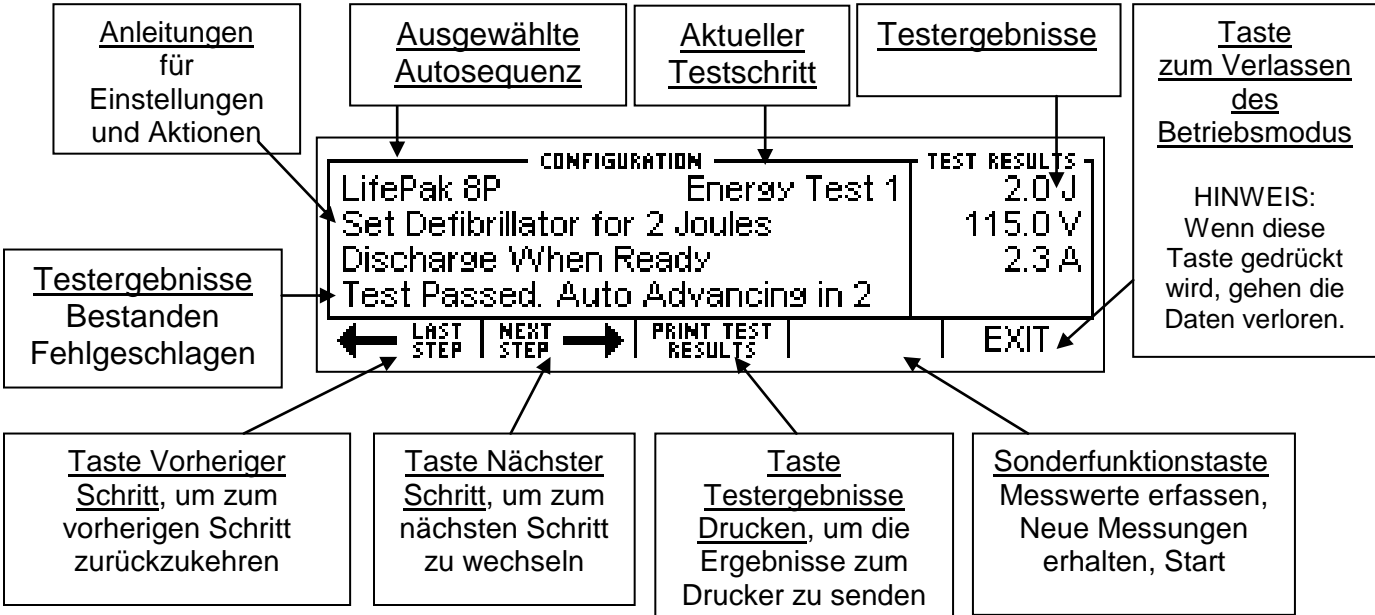 Anleitungen
für
Einstellungen
und Aktionen
Ausgewählte
Autosequenz
Aktueller
Testschritt
Testergebnisse
Taste
zum Verlassen
des
Betriebsmodus
HINWEIS:
Wenn diese
Taste gedrückt
wird, gehen die
Daten verloren.
CONFIGURATION
TEST RESULTS
LifePak 8P Energy Test 1 2.0 J
Set Defibrillator for 2 Joules 115.0 V
Discharge When Ready 2.3 A
Test Passed. Auto Advancing in 2
LAST
STEP
NEXT
STEP
PRINT TEST
RESULTS
EXIT
Testergebnisse
Bestanden
Fehlgeschlagen
Taste Vorheriger
Schritt, um zum
vorherigen Schritt
zurückzukehren
Taste Nächster
Schritt, um zum
nächsten Schritt
zu wechseln
Taste
Testergebnisse
Drucken, um die
Ergebnisse zum
Drucker zu senden
Sonderfunktionstaste
Messwerte erfassen,
Neue Messungen
erhalten, Start